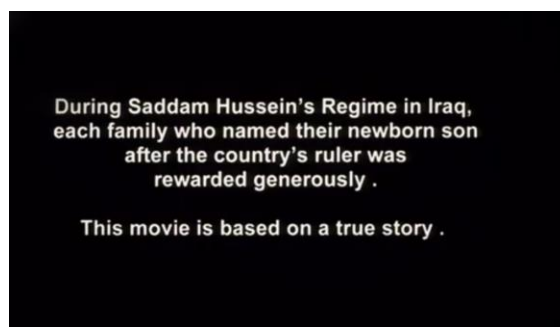 During Saddam Hussein's Regime in Iraq,
each family who named their newborn son
after the country's ruler was
rewarded generously .
This movie is based on a true story .